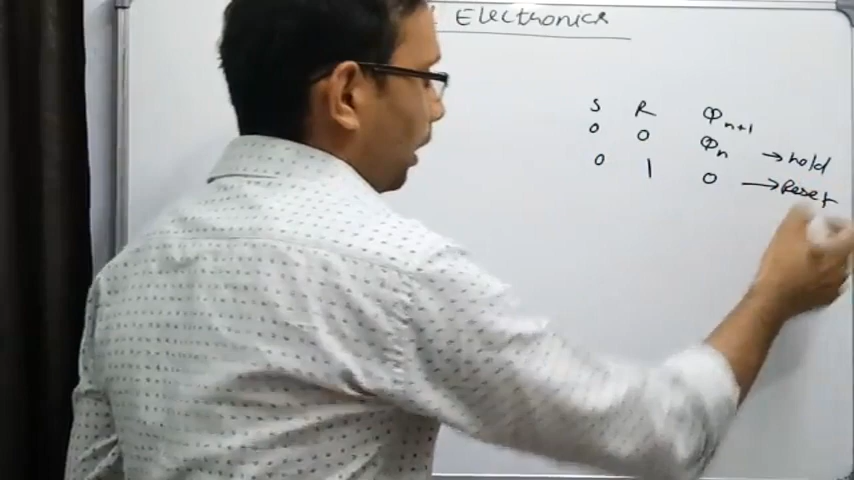 ELectronics
S R Qn+1
0 0 Qn → hold
0 1 0 → Reset